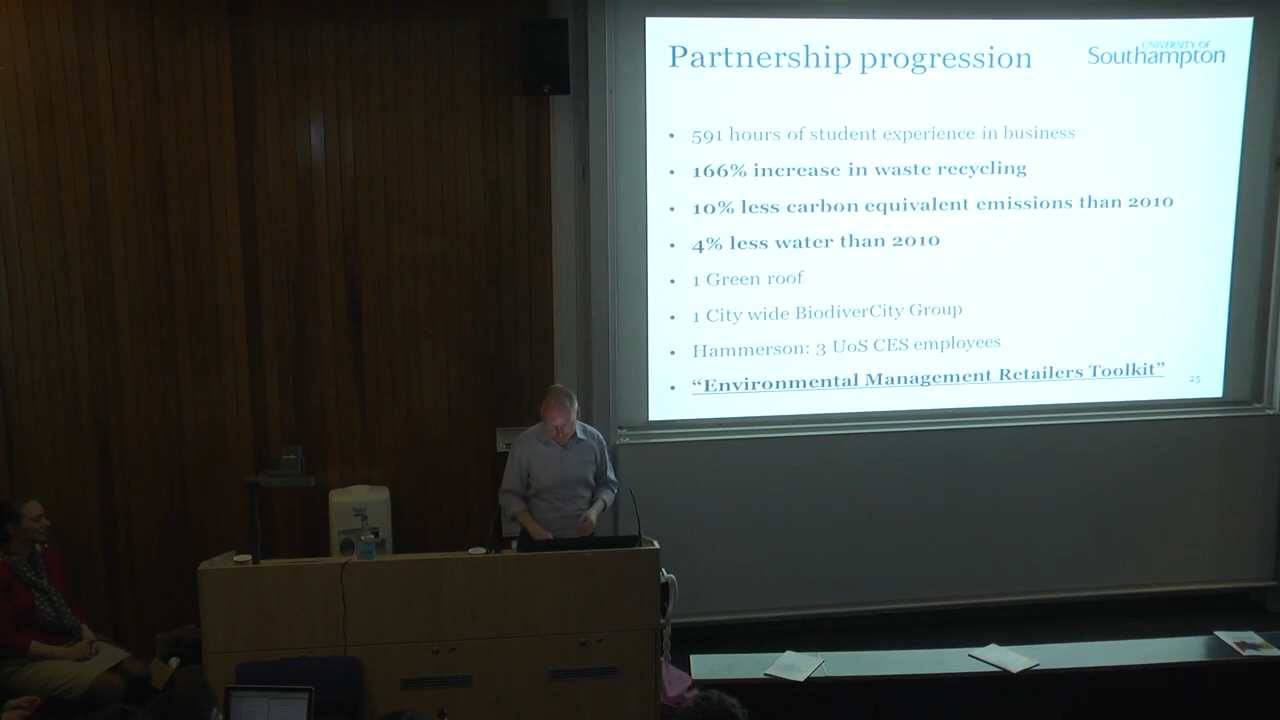 Partnership progression
UNIVERSITY OF
Southampton
• 591 hours of student experience in business
• 166% increase in waste recycling
• 10% less carbon equivalent emissions than 2010
• 4% less water than 2010
• 1 Green roof
• 1 City wide BiodiverCity Group
• Hammerson: 3 UoS CES employees
• “Environmental Management Retailers Toolkit”
25